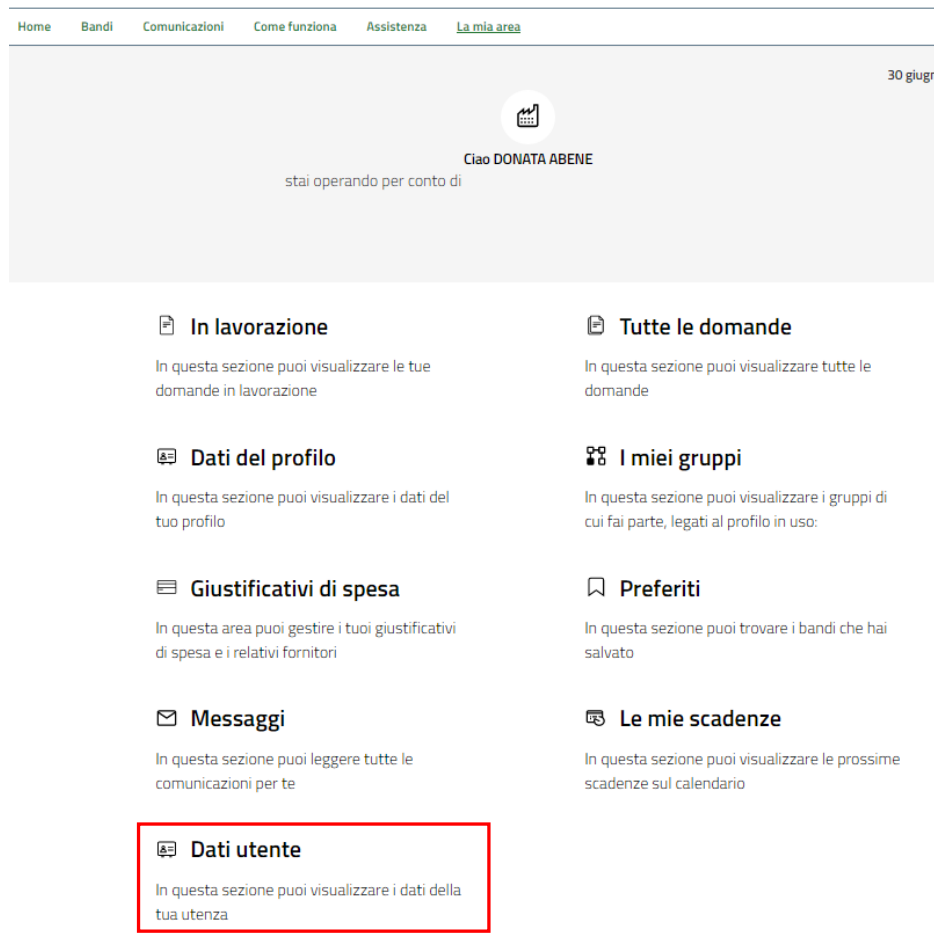 Home Bandi Comunicazioni Come funziona Assistenza La mia area
30 giugr
Ciao DONATA ABENE
stai operando per conto di
In lavorazione
In questa sezione puoi visualizzare le tue
domande in lavorazione
Tutte le domande
In questa sezione puoi visualizzare tutte le
domande
Dati del profilo
In questa sezione puoi visualizzare i dati del
tuo profilo
I miei gruppi
In questa sezione puoi visualizzare i gruppi di
cui fai parte, legati al profilo in uso:
Giustificativi di spesa
In questa area puoi gestire i tuoi giustificativi
di spesa e i relativi fornitori
Preferiti
In questa sezione puoi trovare i bandi che hai
salvato
Messaggi
In questa sezione puoi leggere tutte le
comunicazioni per te
Le mie scadenze
In questa sezione puoi visualizzare le prossime
scadenze sul calendario
Dati utente
In questa sezione puoi visualizzare i dati della
tua utenza